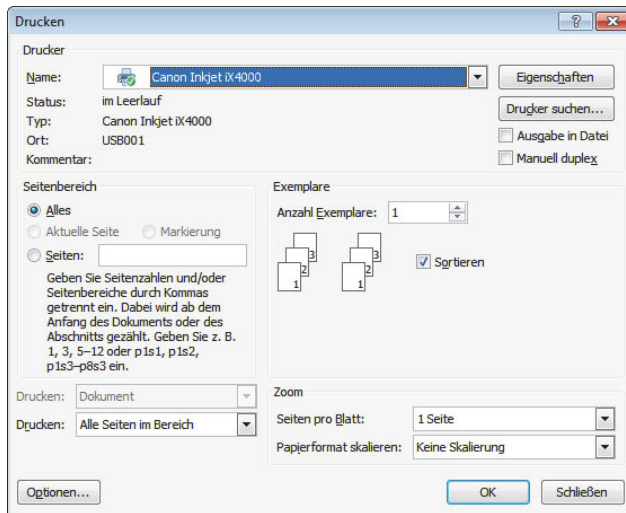 Drucken
Drucker
Name: Canon Inkjet iX4000 Eigenschaften
Status: im Leerlauf
Drucker suchen...
Typ: Canon Inkjet iX4000
Ort: USB001 Ausgabe in Datei
Kommentar: Manuell duplex
Seitenbereich
Alles
Aktuelle Seite Markierung
Seiten:
Geben Sie Seitenzahlen und/oder
Seitenbereiche durch Kommas
getrennt ein. Dabei wird ab dem
Anfang des Dokuments oder des
Abschnitts gezählt. Geben Sie z. B.
1, 3, 5–12 oder p1s1, p1s2,
p1s3–p8s3 ein.
Exemplare
Anzahl Exemplare: 1
3 3
2 2
1 1
Sortieren
Drucken: Dokument
Drucken: Alle Seiten im Bereich
Zoom
Seiten pro Blatt: 1 Seite
Papierformat skalieren: Keine Skalierung
Optionen... OK Schließen